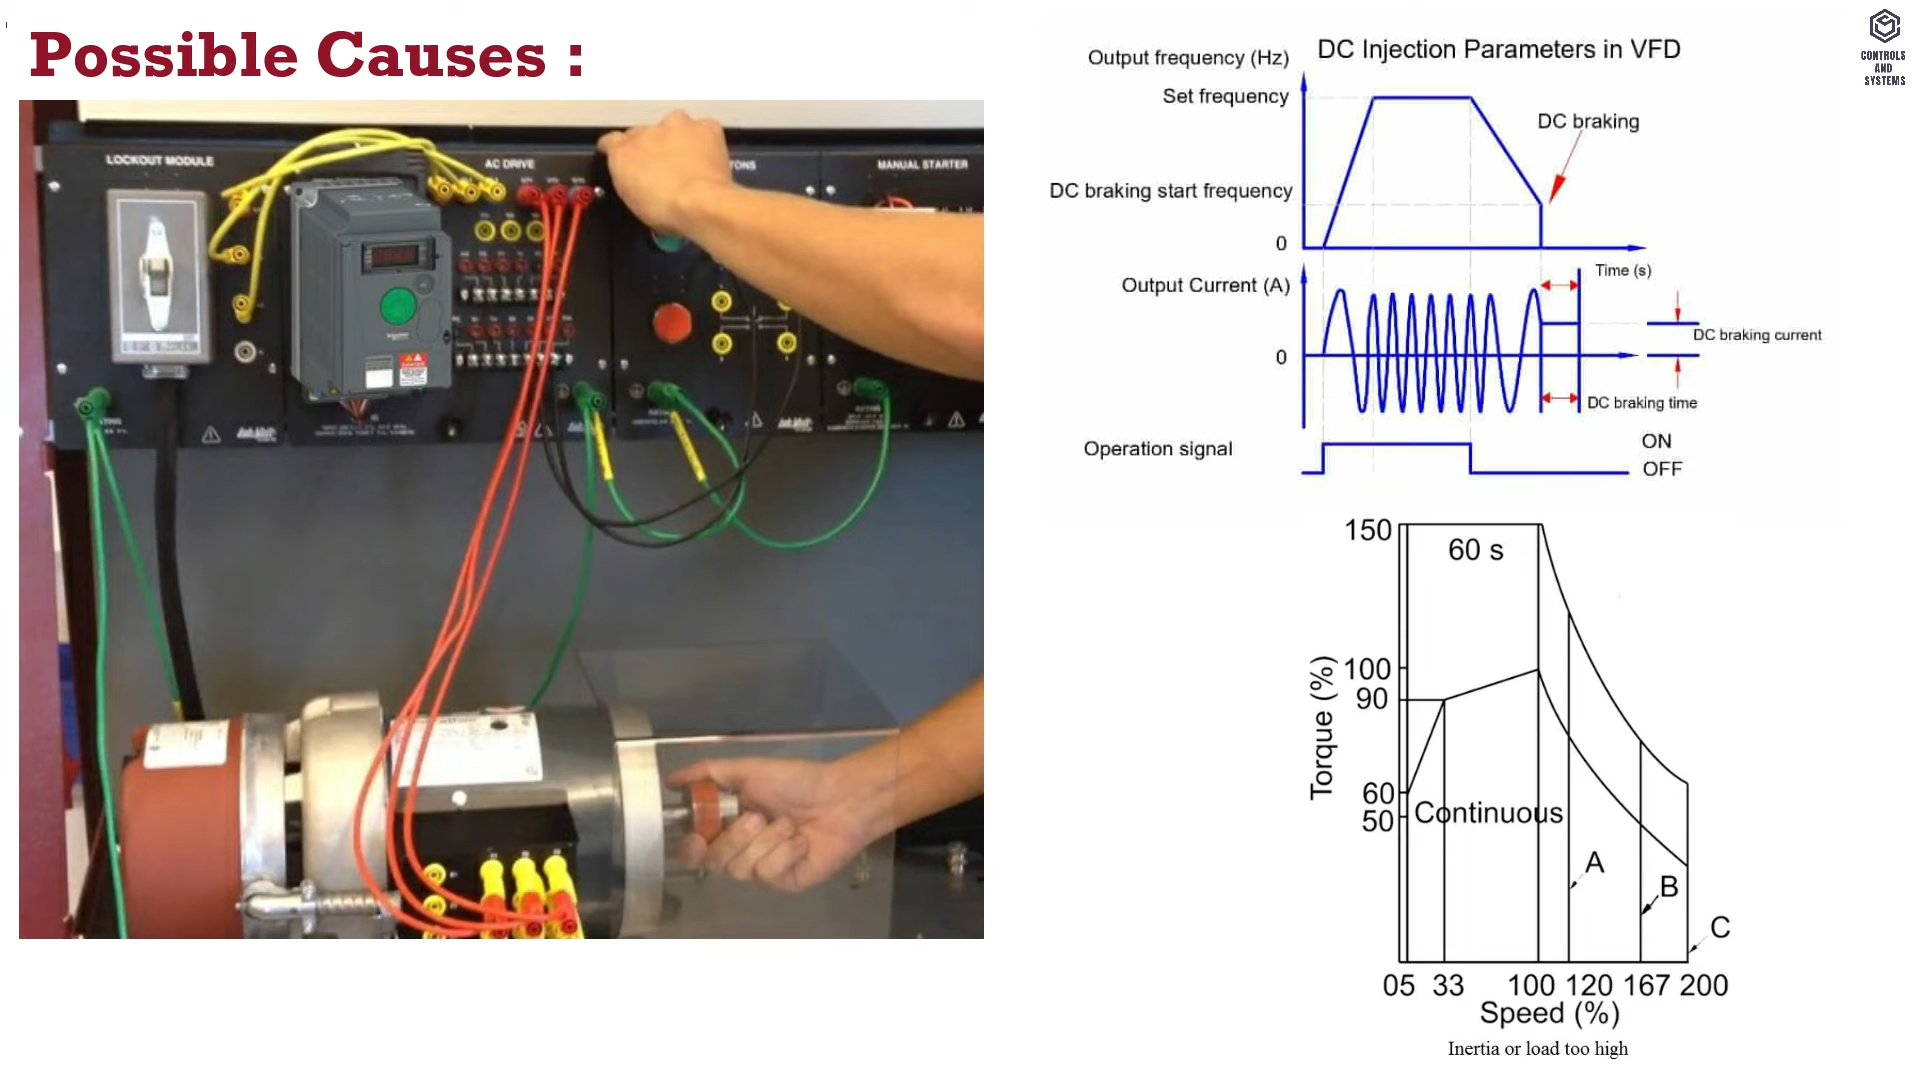 Possible Causes :
CONTROLS
AND
SYSTEMS
LOCKOUT MODULE
AC DRIVE
TONS
MANUAL STARTER
DC Injection Parameters in VFD
Output frequency (Hz)
Set frequency
DC braking
DC braking start frequency
0
Time (s)
Output Current (A)
DC braking current
0
DC braking time
Operation signal
ON
OFF
150
60 s
100
90
60
50
Torque (%)
Continuous
A
B
C
05 33 100 120 167 200
Speed (%)
Inertia or load too high